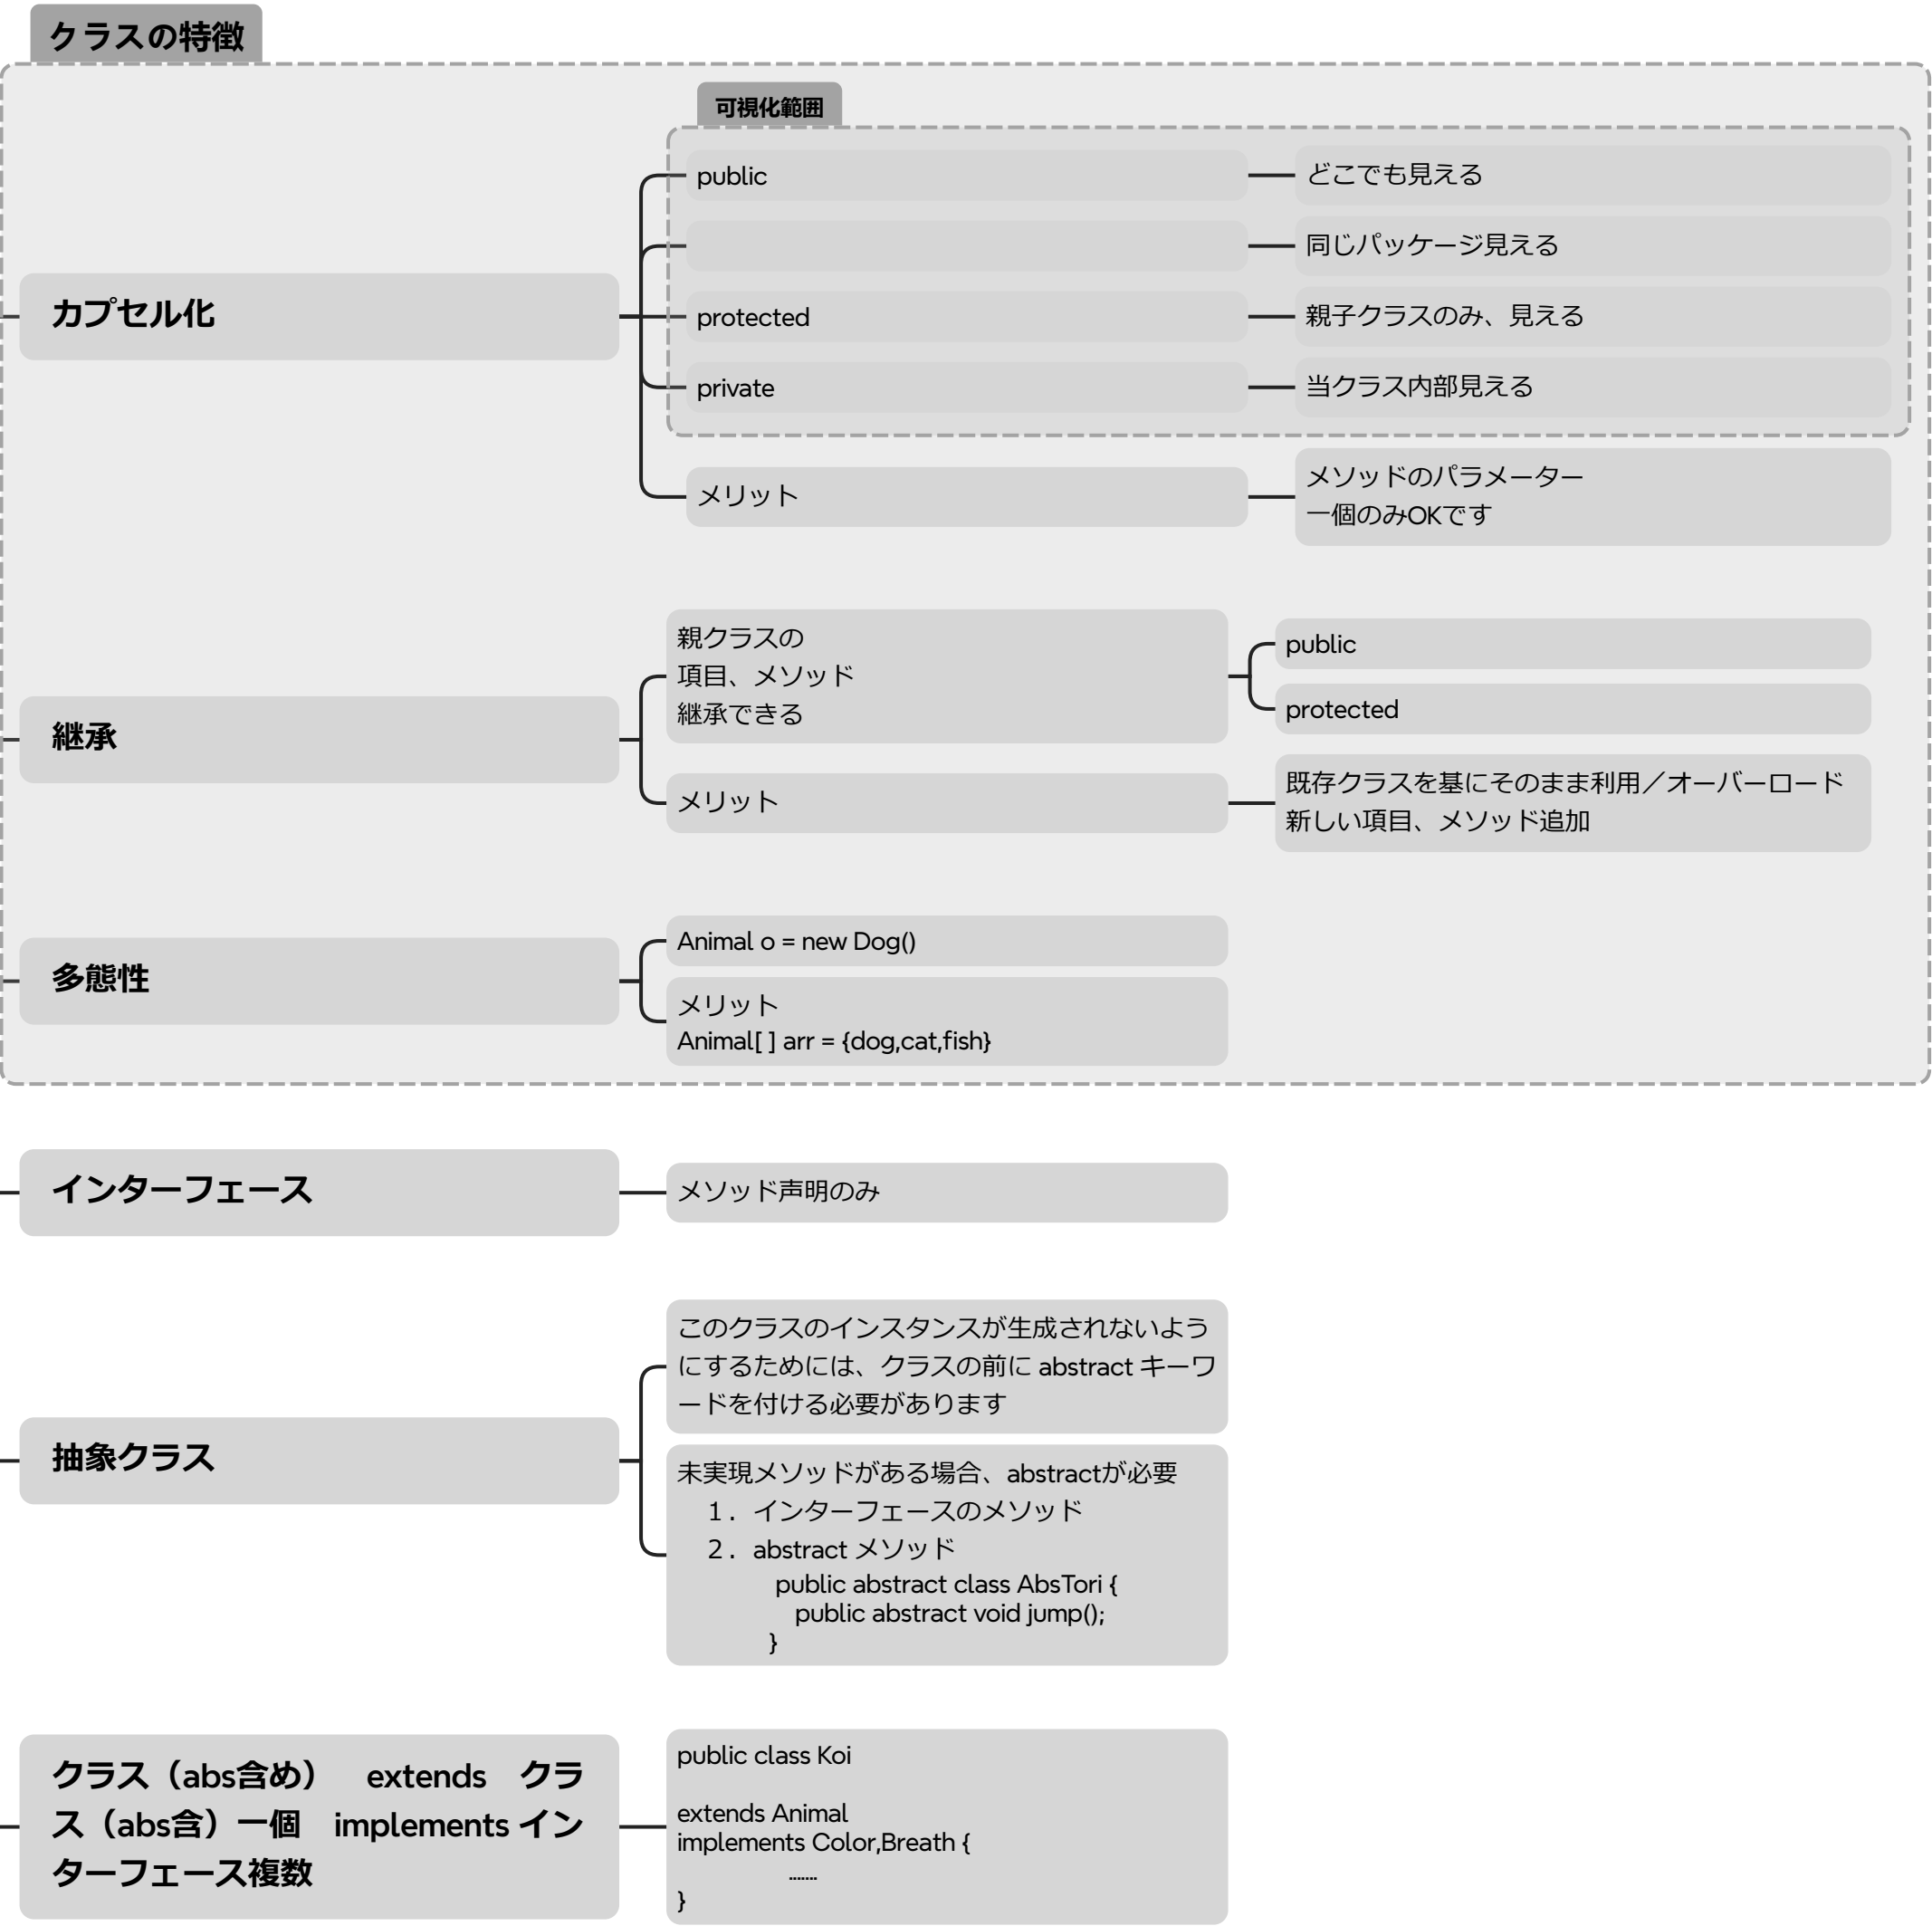 クラスの特徴
可視化範囲
カプセル化
public
どこでも見える
同じパッケージ見える
protected
親子クラスのみ、見える
private
当クラス内部見える
メリット
メソッドのパラメーター
一個のみOKです
継承
親クラスの
項目、メソッド
継承できる
public
protected
メリット
既存クラスを基にそのまま利用／オーバーロード
新しい項目、メソッド追加
多態性
Animal o = new Dog()
メリット
Animal[ ] arr = {dog,cat,fish}
インターフェース
メソッド声明のみ
抽象クラス
このクラスのインスタンスが生成されないよう
にするためには、クラスの前に abstract キーワ
ードを付ける必要があります
未実現メソッドがある場合、abstractが必要
１．インターフェースのメソッド
２．abstract メソッド
public abstract class AbsTori {
public abstract void jump();
}
クラス（abs含め）　extends　クラ
ス（abs含）一個　implements イン
ターフェース複数
public class Koi
extends Animal
implements Color,Breath {
.......
}